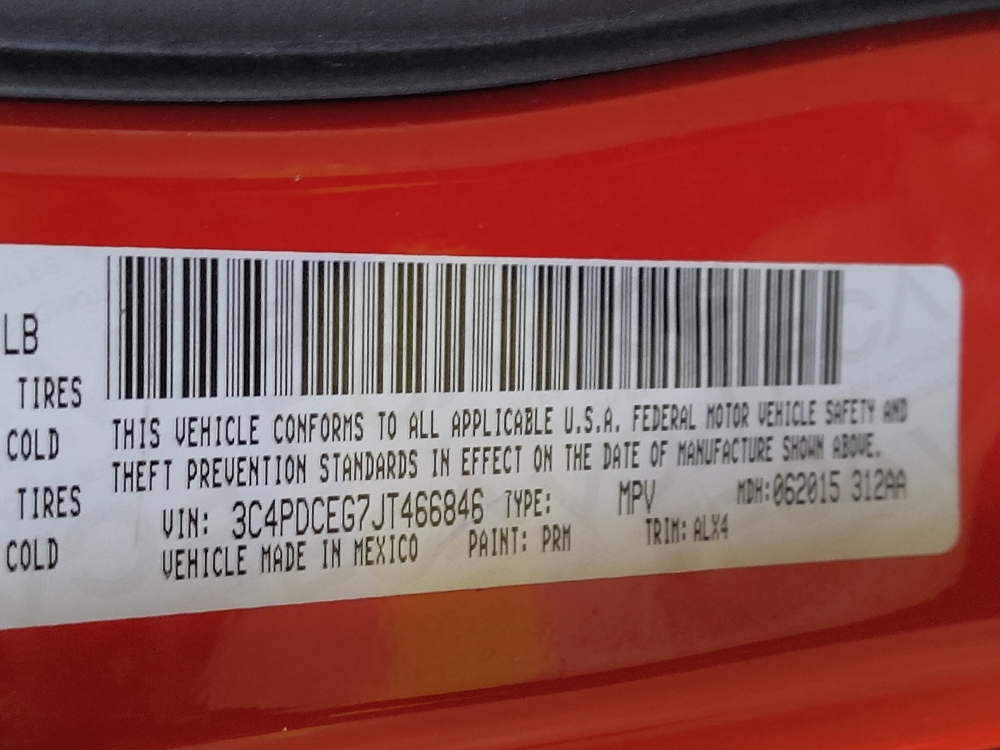 LB
TIRES
COLD
TIRES
COLD
THIS VEHICLE CONFORMS TO ALL APPLICABLE U.S.A. FEDERAL MOTOR VEHICLE SAFETY AND
THEFT PREVENTION STANDARDS IN EFFECT ON THE DATE OF MANUFACTURE SHOWN ABOVE.
VIN: 3C4PDCEG7JT466846 TYPE: MPV MDH:062015 312AA
VEHICLE MADE IN MEXICO PAINT: PRM TRIM: ALX4